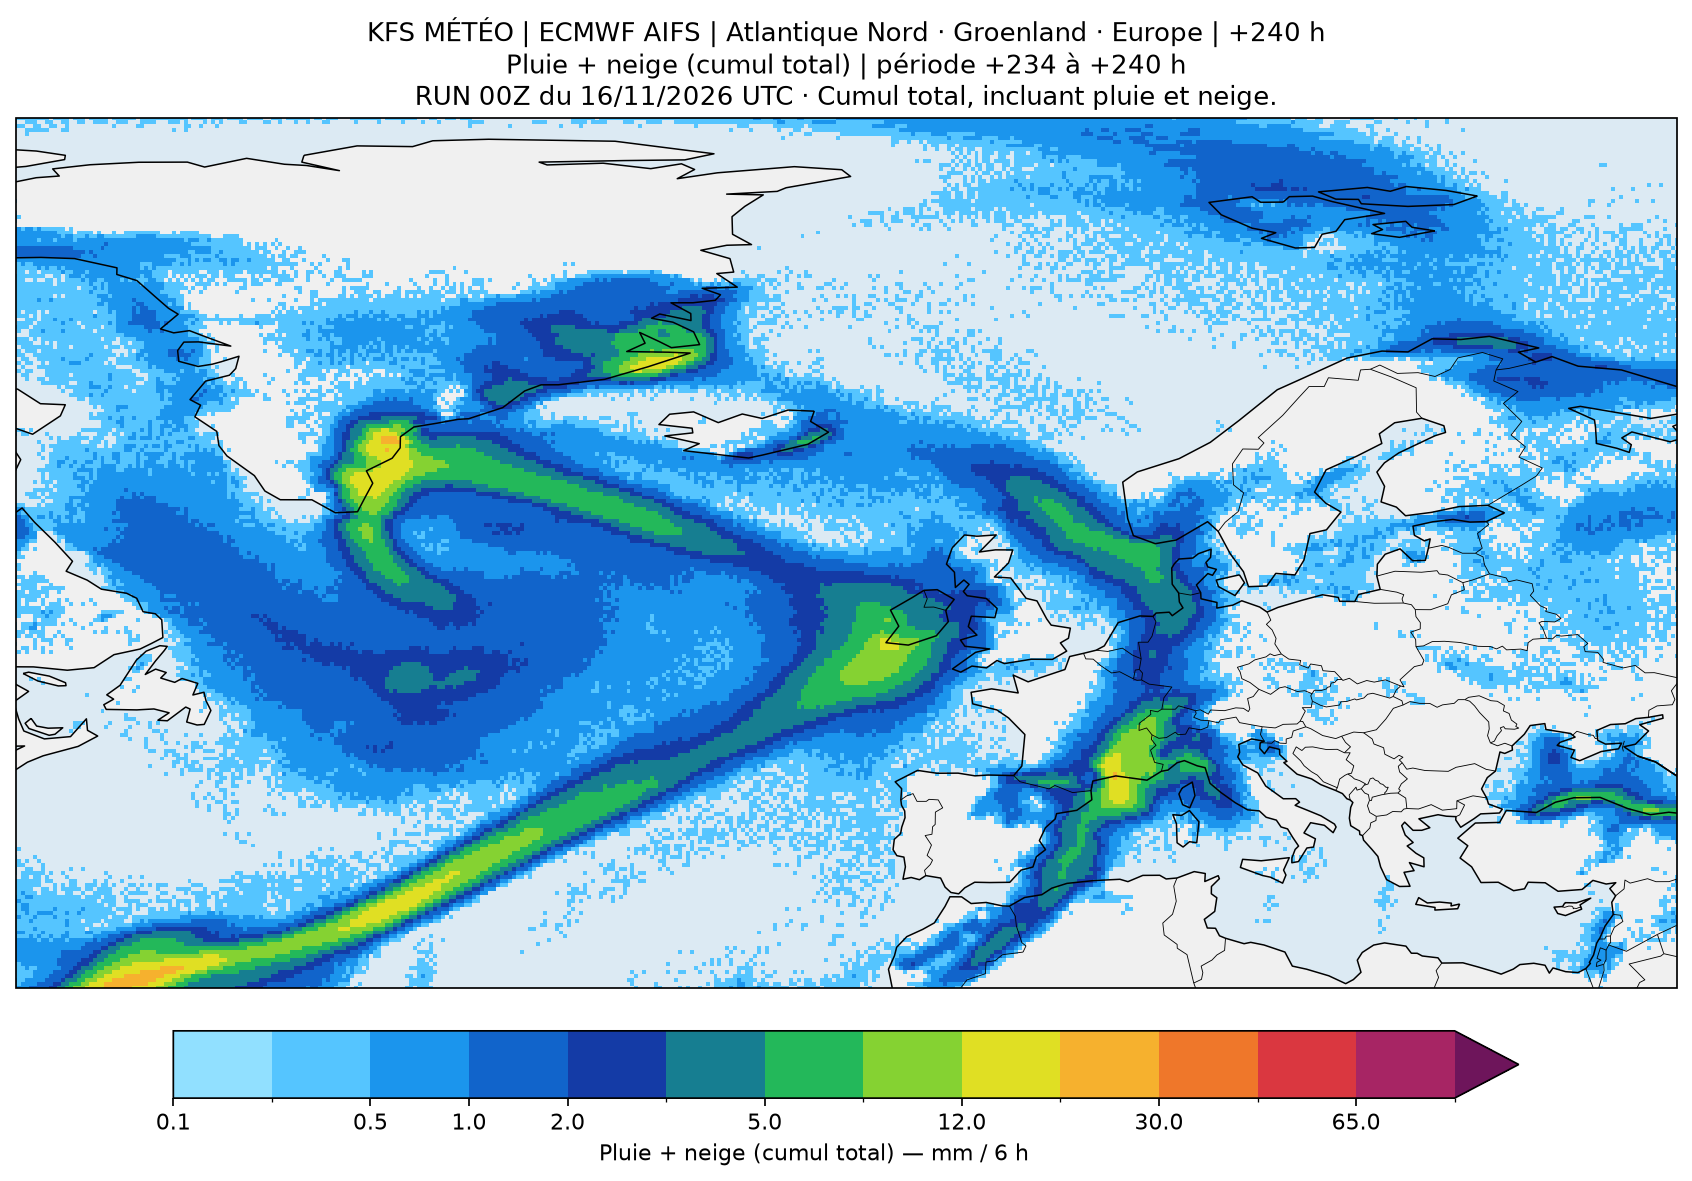 KFS MÉTÉO | ECMWF AIFS | Atlantique Nord · Groenland · Europe | +240 h
Pluie + neige (cumul total) | période +234 à +240 h
RUN 00Z du 16/11/2026 UTC · Cumul total, incluant pluie et neige.
0.1 0.5 1.0 2.0 5.0 12.0 30.0 65.0
Pluie + neige (cumul total) — mm / 6 h